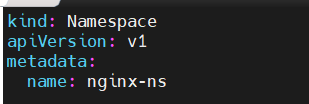 kind: Namespace
apiVersion: v1
metadata:
  name: nginx-ns